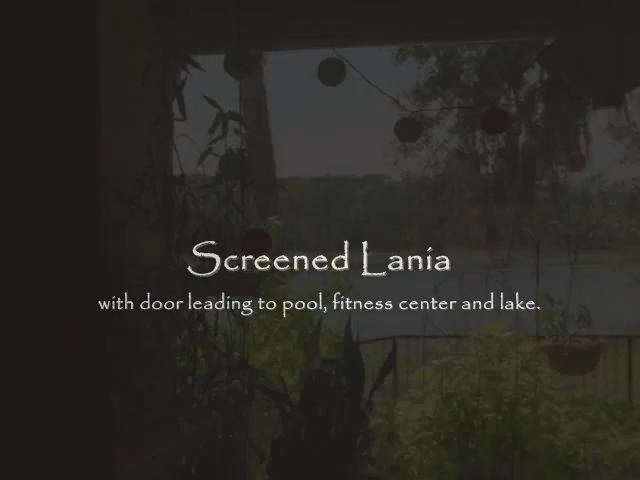 Screened Lania
with door leading to pool, fitness center and lake.